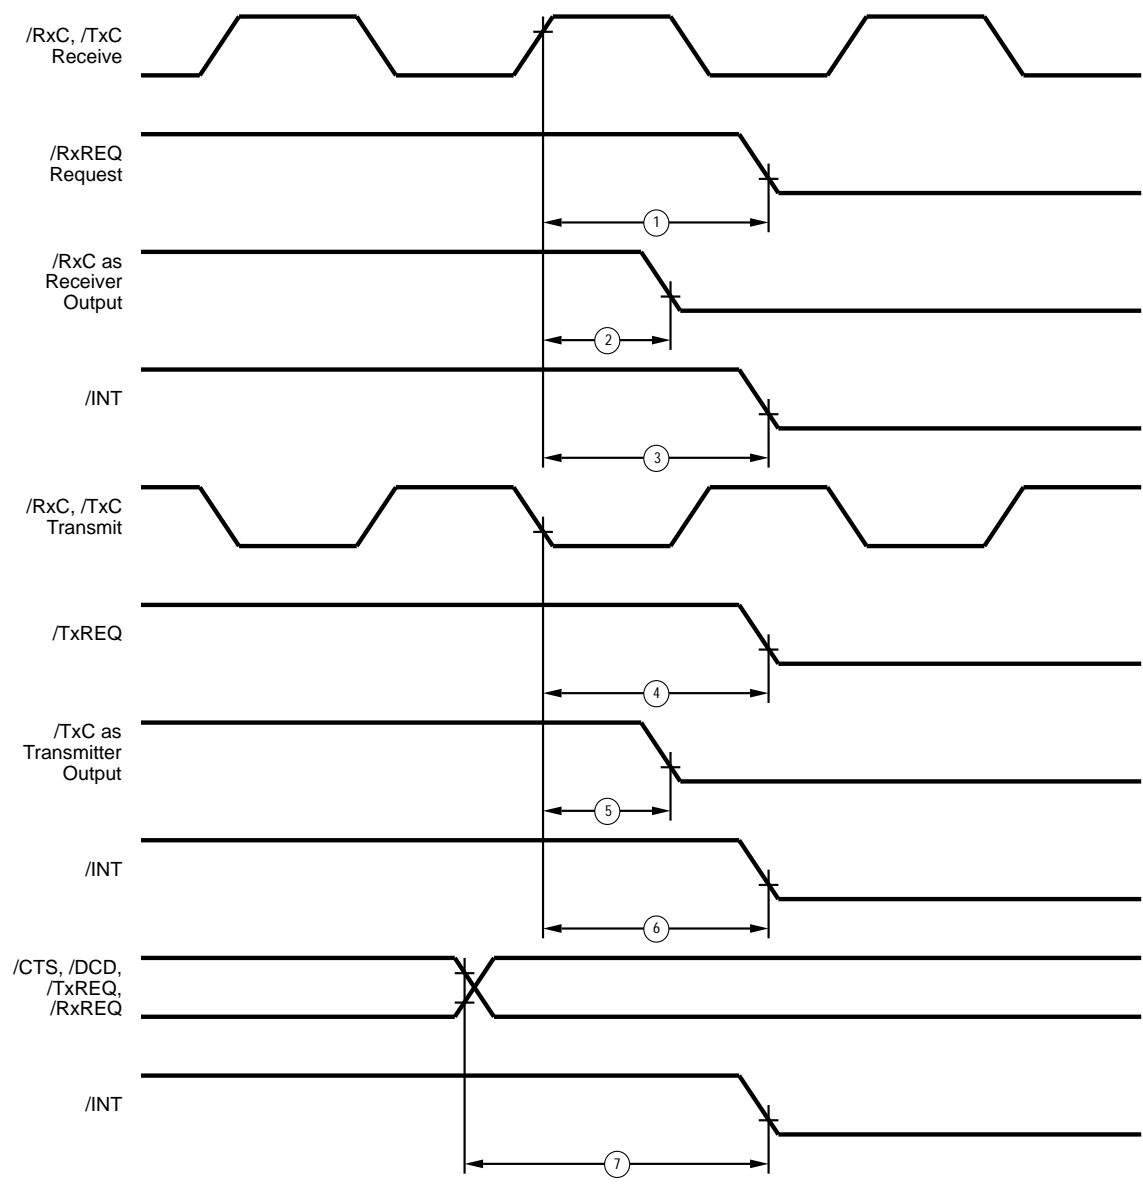 /RxC, /TxC
Receive
/RxREQ
Request
1
/RxC as
Receiver
Output
2
/INT
3
/RxC, /TxC
Transmit
/TxREQ
4
/TxC as
Transmitter
Output
5
/INT
6
/CTS, /DCD,
/TxREQ,
/RxREQ
/INT
7